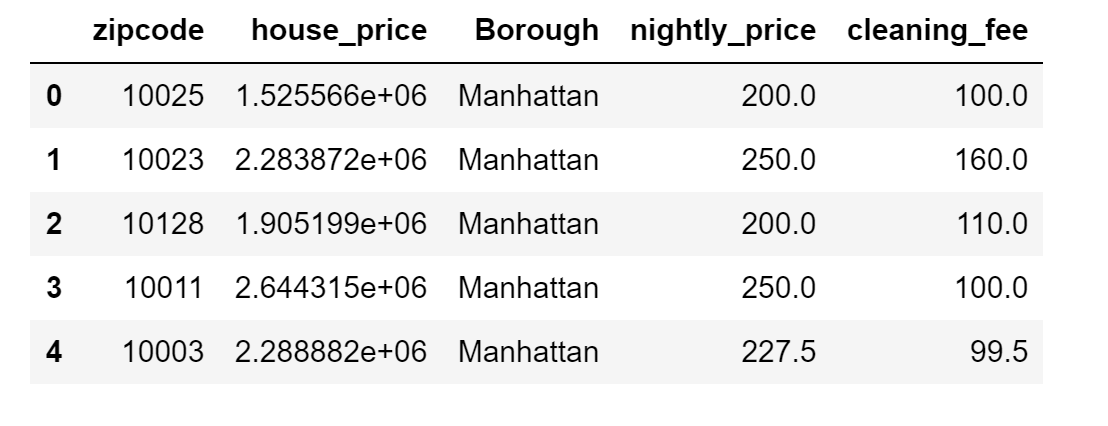 zipcode house_price Borough nightly_price cleaning_fee
0 10025 1.525566e+06 Manhattan 200.0 100.0
1 10023 2.283872e+06 Manhattan 250.0 160.0
2 10128 1.905199e+06 Manhattan 200.0 110.0
3 10011 2.644315e+06 Manhattan 250.0 100.0
4 10003 2.288882e+06 Manhattan 227.5 99.5